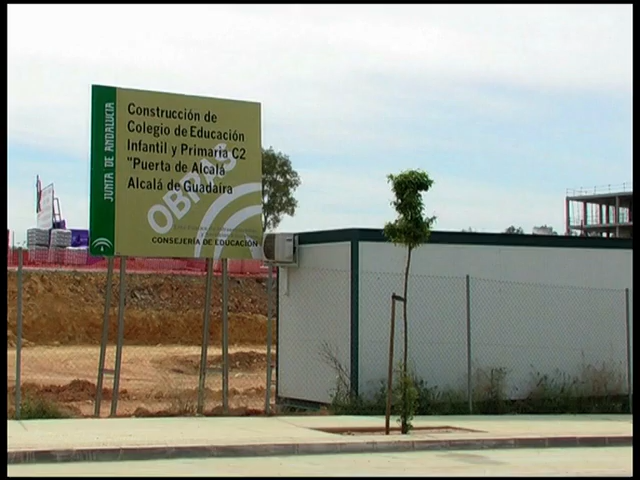 JUNTA DE ANDALUCIA
Construcción de
Colegio de Educación
Infantil y Primaria C2
"Puerta de Alcalá
Alcalá de Guadaíra
OBRAS
CONSEJERÍA DE EDUCACIÓN